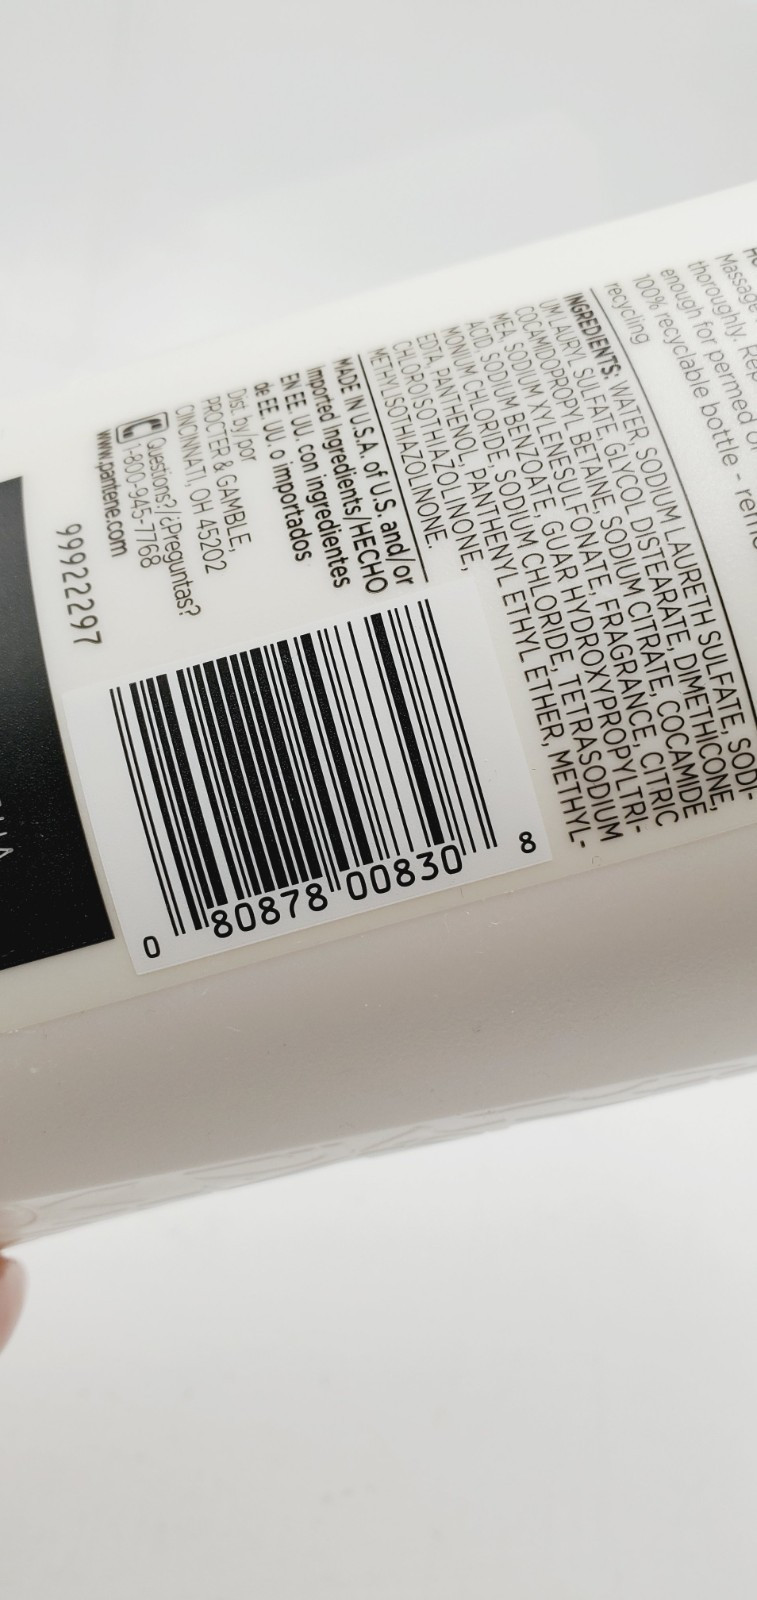 Massage
thoroughly. Rep
enough for permed or
100% recyclable bottle -
recycling
INGREDIENTS: WATER, SODIUM LAURETH SULFATE, SODI-
UM LAURYL SULFATE, GLYCOL DISTEARATE, DIMETHICONE,
COCAMIDOPROPYL BETAINE, SODIUM CITRATE, COCAMIDE
MEA, SODIUM XYLENESULFONATE, FRAGRANCE, CITRIC
ACID, SODIUM BENZOATE, GUAR HYDROXYPROPYLTRI-
MONIUM CHLORIDE, SODIUM CHLORIDE, TETRASODIUM
EDTA, PANTHENOL, PANTHENYL ETHYL ETHER, METHYL-
CHLOROISOTHIAZOLINONE,
METHYLISOTHIAZOLINONE.
MADE IN U.S.A. of U.S. and/or
imported ingredients/HECHO
EN EE. UU. con ingredientes
de EE. UU. o importados
Dist. by/por
PROCTER & GAMBLE,
CINCINNATI, OH 45202
Questions?/¿Preguntas?
1-800-945-7768
www.pantene.com
99922297
0 80878 00830 8